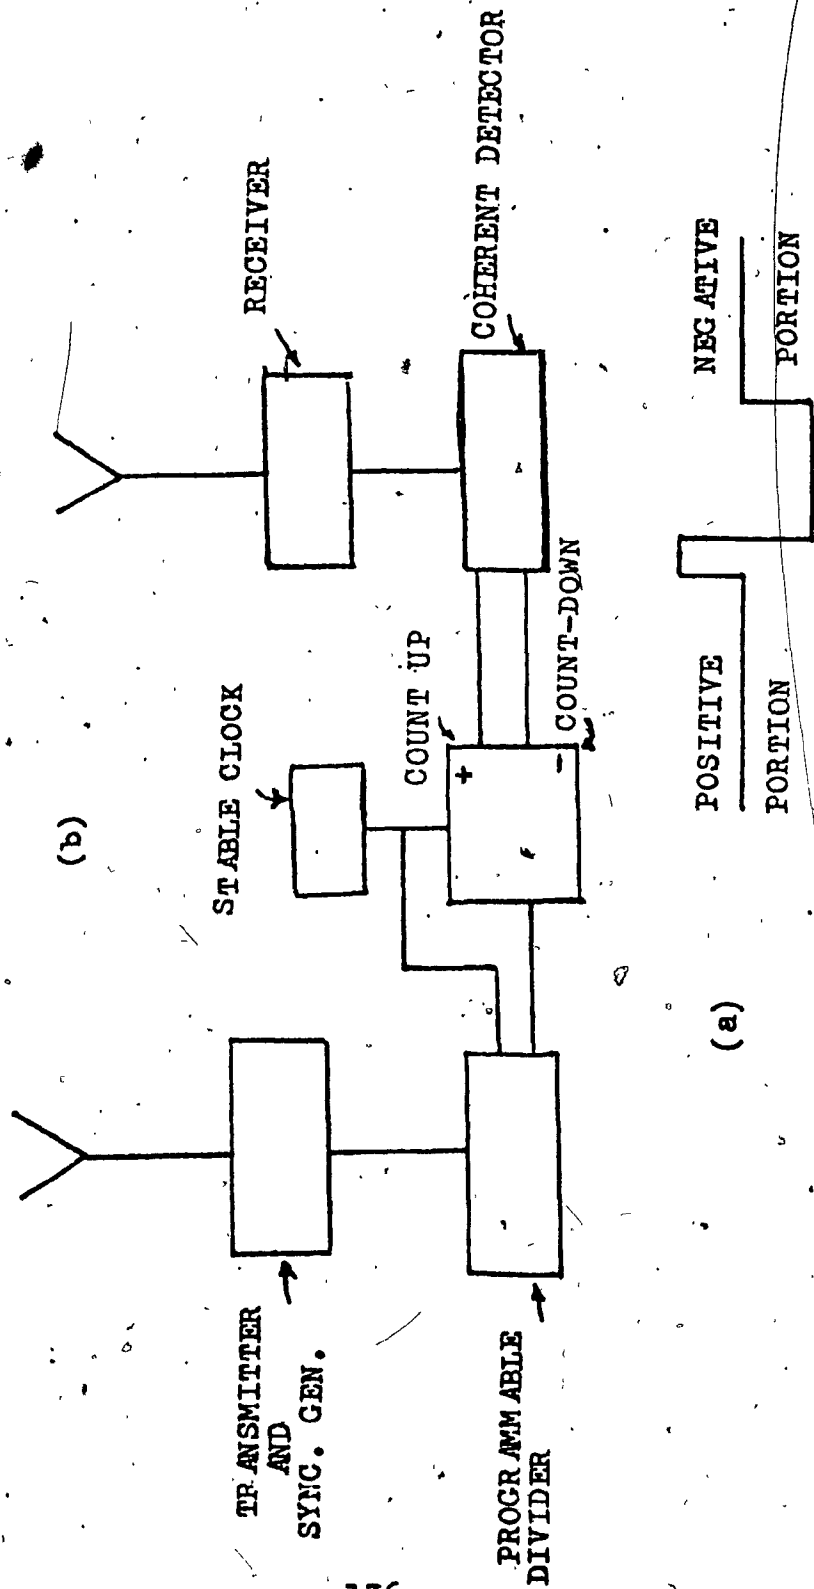 (b)
STABLE CLOCK
TRANSMITTER
AND
SYNC. GEN.
RECEIVER
COUNT UP
+
-
COUNT-DOWN
COHERENT DETECTOR
PROGRAMMABLE
DIVIDER
(a)
POSITIVE
PORTION
NEGATIVE
PORTION